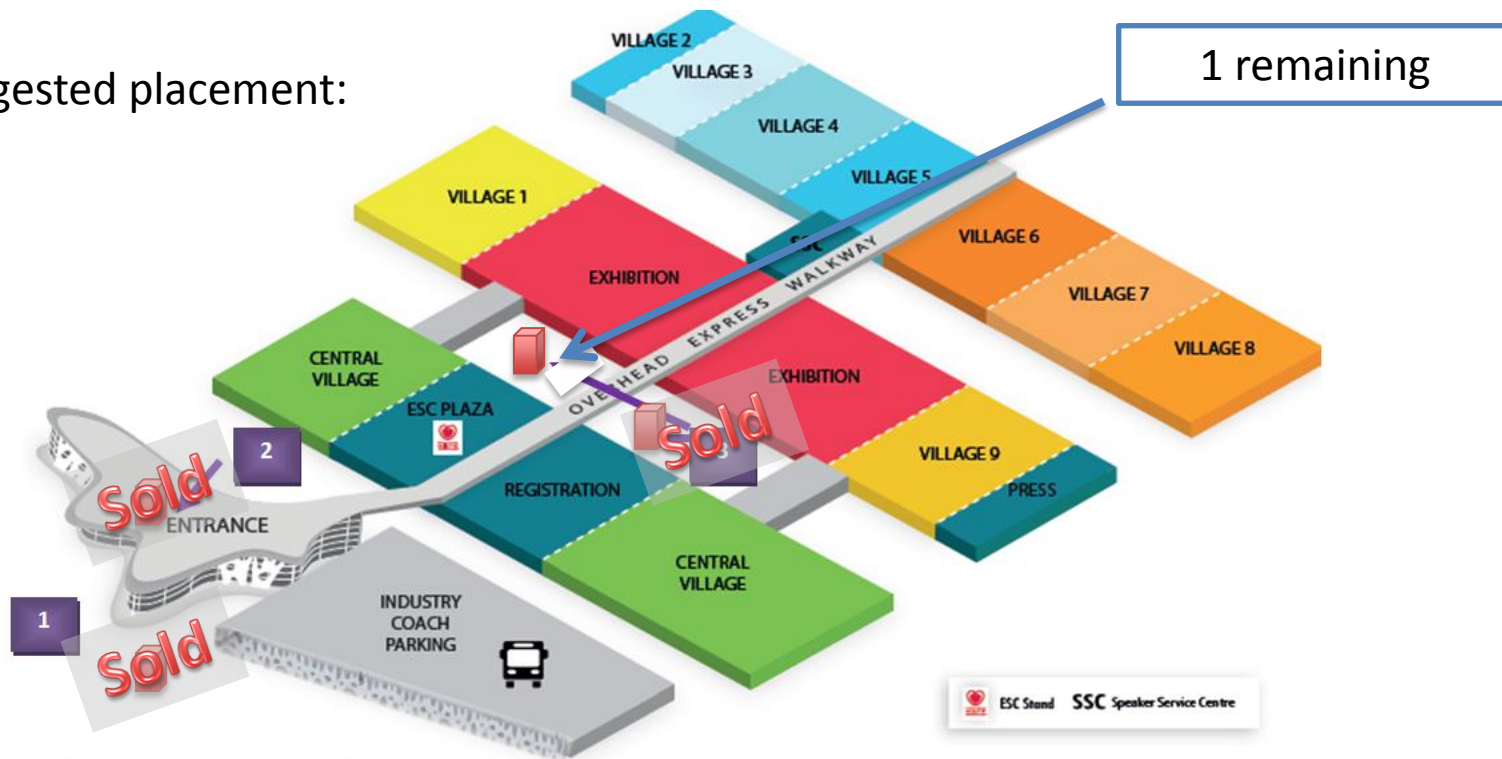 gested placement:
1 remaining
VILLAGE 2
VILLAGE 3
VILLAGE 4
VILLAGE 5
VILLAGE 1
SSC
VILLAGE 6
VILLAGE 7
VILLAGE 8
EXHIBITION
OVERHEAD EXPRESS WALKWAY
EXHIBITION
CENTRAL
VILLAGE
ESC PLAZA
2
Sold
3
Sold
VILLAGE 9
PRESS
REGISTRATION
ENTRANCE
CENTRAL
VILLAGE
1
Sold
INDUSTRY
COACH
PARKING
ESC Stand SSC Speaker Service Centre